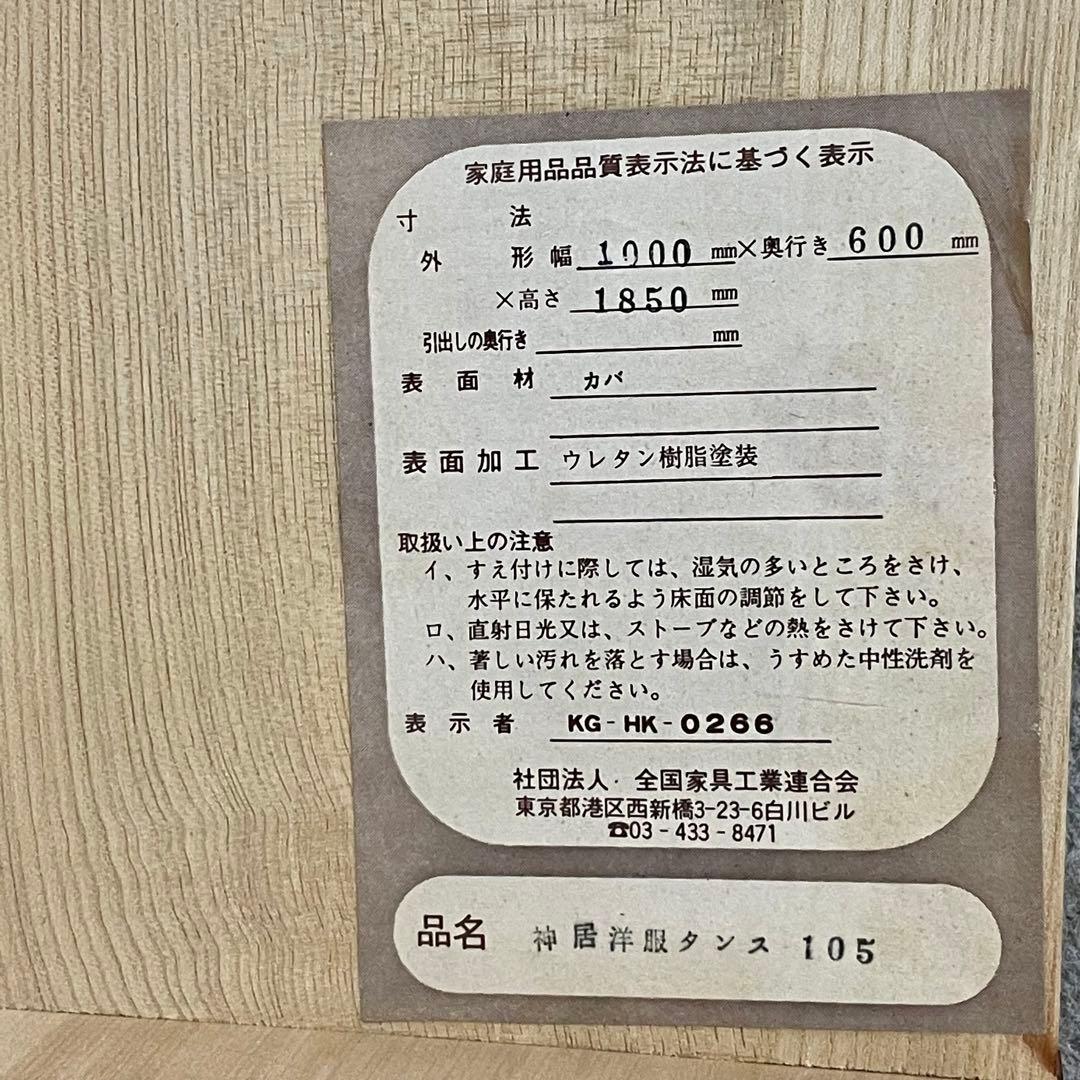 家庭用品品質表示法に基づく表示
寸法
外形 幅 1000 mm×奥行き 600 mm
×高さ 1850 mm
引出しの奥行き mm
表面材 カバ
表面加工 ウレタン樹脂塗装
取扱い上の注意
イ、すえ付けに際しては、湿気の多いところをさけ、
水平に保たれるよう床面の調節をして下さい。
ロ、直射日光又は、ストーブなどの熱をさけて下さい。
ハ、著しい汚れを落とす場合は、うすめた中性洗剤を
使用してください。
表示者 KG-HK-0266
社団法人・全国家具工業連合会
東京都港区西新橋3-23-6白川ビル
☎03-433-8471
品名 神居洋服タンス 105